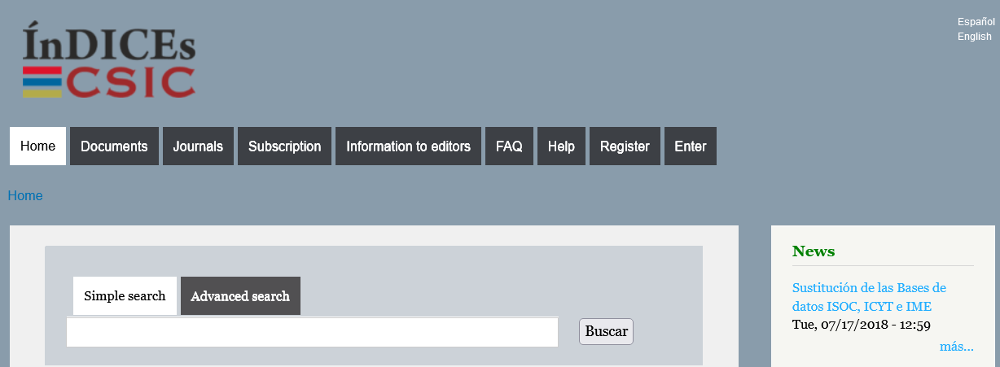 Español
English
ÍnDICEs
CSIC
Home Documents Journals Subscription Information to editors FAQ Help Register Enter
Home
Simple search Advanced search
Buscar
News
Sustitución de las Bases de
datos ISOC, ICYT e IME
Tue, 07/17/2018 - 12:59
más...